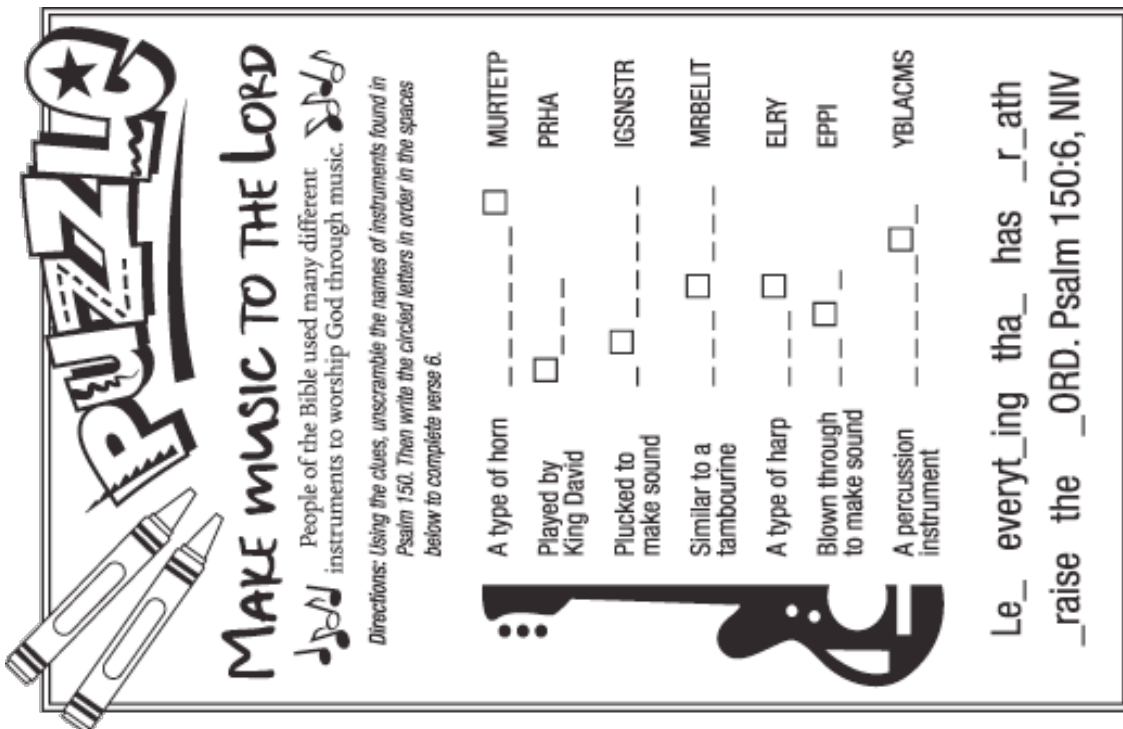 PUZZLE
MAKE MUSIC TO THE LORD
People of the Bible used many different
instruments to worship God through music.
Directions: Using the clues, unscramble the names of instruments found in
Psalm 150. Then write the circled letters in order in the spaces
below to complete verse 6.
A type of horn _ _ _ _ _ _ □ MURTETP
Played by
King David □ _ _ _ PRHA
Plucked to
make sound _ □ _ _ _ _ _ IGSNSTR
Similar to a
tambourine _ _ _ □ _ _ _ MRBELIT
A type of harp _ _ _ □ ELRY
Blown through
to make sound _ _ □ _ EPPI
A percussion
instrument _ _ _ _ _ □ _ YBLACMS
Le_ everyt_ing tha_ has _r_ath
_raise the _ORD. Psalm 150:6, NIV